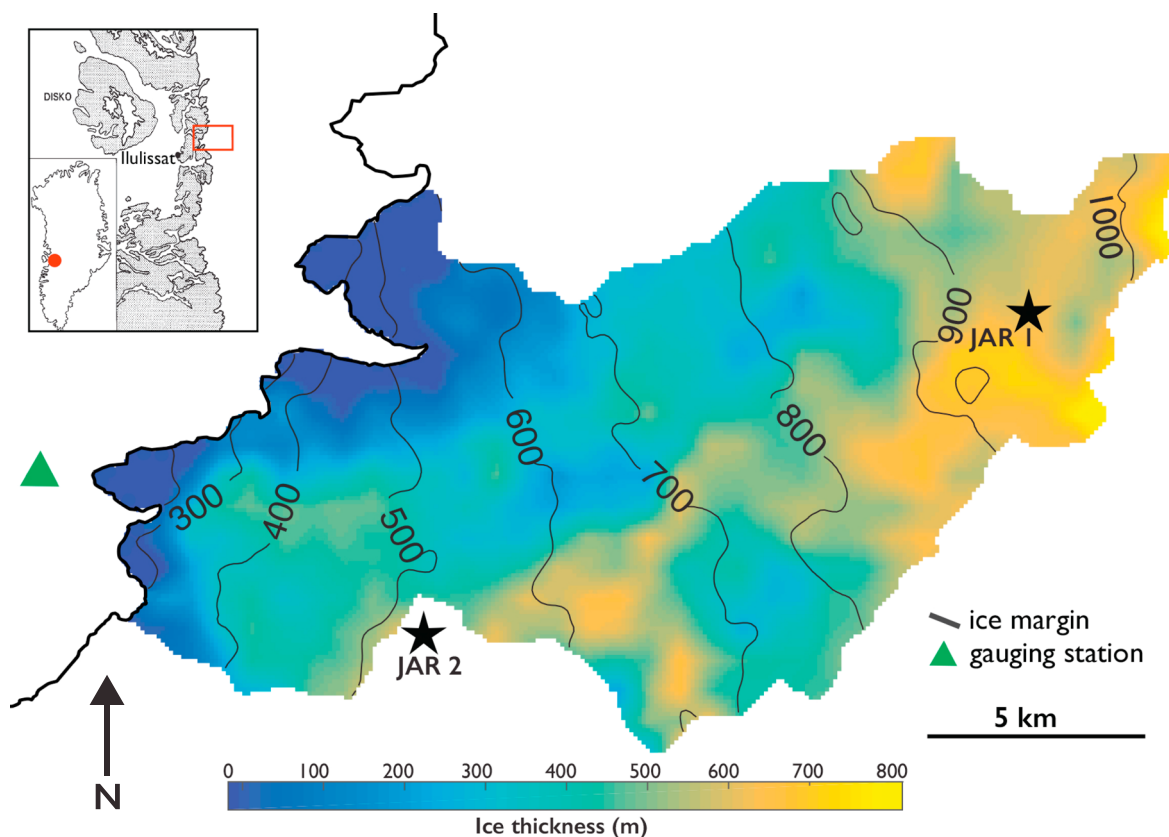 DISKO
Ilulissat
1000
900
JAR 1
800
700
600
500
400
300
JAR 2
ice margin
gauging station
5 km
N
0 100 200 300 400 500 600 700 800
Ice thickness (m)